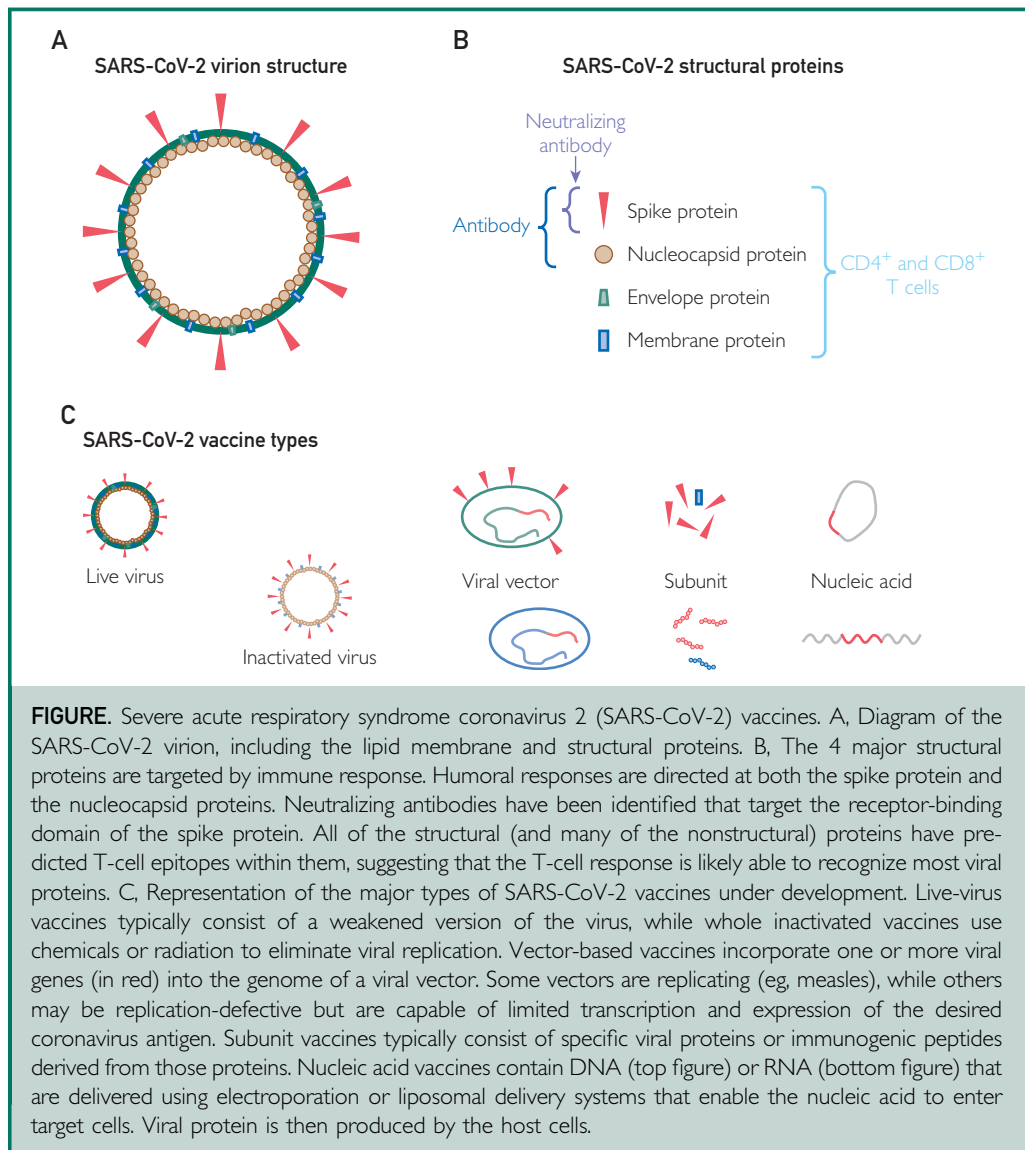 A
SARS-CoV-2 virion structure
B
SARS-CoV-2 structural proteins
Neutralizing
antibody
Antibody
Spike protein
Nucleocapsid protein
Envelope protein
Membrane protein
CD4+ and CD8+
T cells
C
SARS-CoV-2 vaccine types
Live virus
Inactivated virus
Viral vector
Subunit
Nucleic acid
FIGURE. Severe acute respiratory syndrome coronavirus 2 (SARS-CoV-2) vaccines. A, Diagram of the
SARS-CoV-2 virion, including the lipid membrane and structural proteins. B, The 4 major structural
proteins are targeted by immune response. Humoral responses are directed at both the spike protein and
the nucleocapsid proteins. Neutralizing antibodies have been identified that target the receptor-binding
domain of the spike protein. All of the structural (and many of the nonstructural) proteins have pre-
dicted T-cell epitopes within them, suggesting that the T-cell response is likely able to recognize most viral
proteins. C, Representation of the major types of SARS-CoV-2 vaccines under development. Live-virus
vaccines typically consist of a weakened version of the virus, while whole inactivated vaccines use
chemicals or radiation to eliminate viral replication. Vector-based vaccines incorporate one or more viral
genes (in red) into the genome of a viral vector. Some vectors are replicating (eg, measles), while others
may be replication-defective but are capable of limited transcription and expression of the desired
coronavirus antigen. Subunit vaccines typically consist of specific viral proteins or immunogenic peptides
derived from those proteins. Nucleic acid vaccines contain DNA (top figure) or RNA (bottom figure) that
are delivered using electroporation or liposomal delivery systems that enable the nucleic acid to enter
target cells. Viral protein is then produced by the host cells.